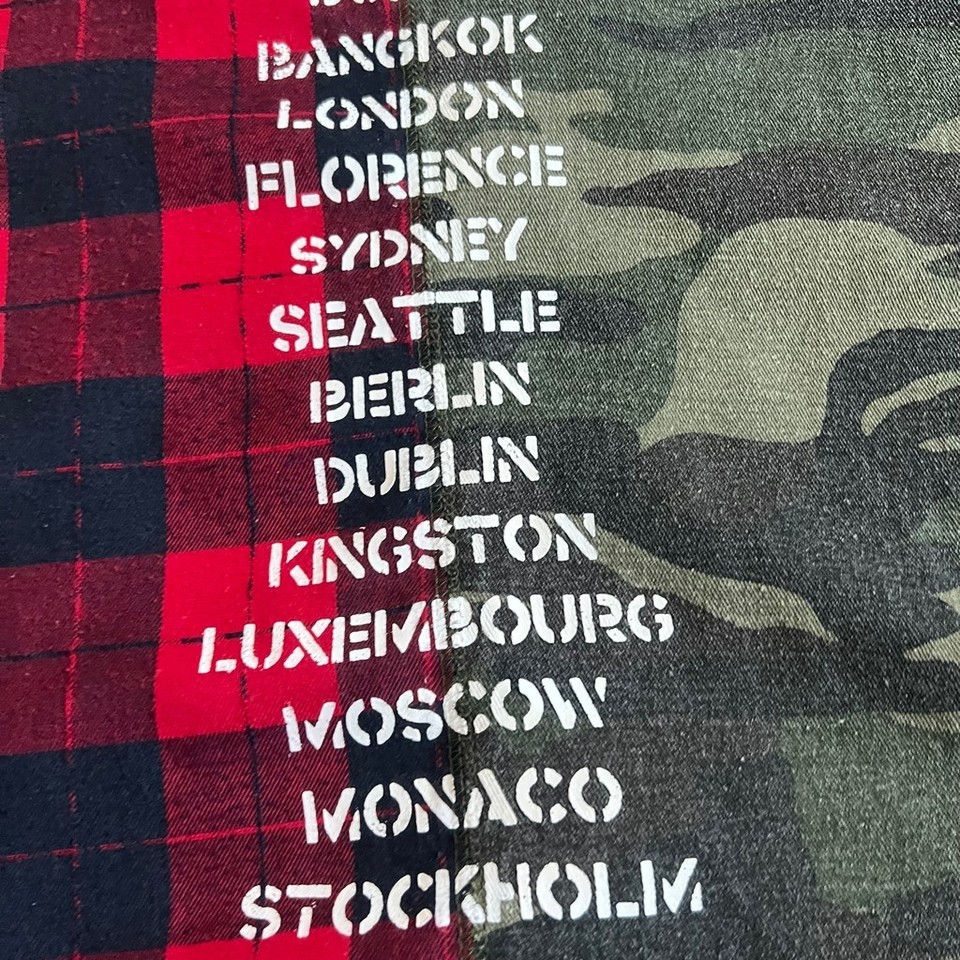 BANGKOK
LONDON
FLORENCE
SYDNEY
SEATTLE
BERLIN
DUBLIN
KINGSTON
LUXEMBOURG
MOSCOW
MONACO
STOCKHOLM